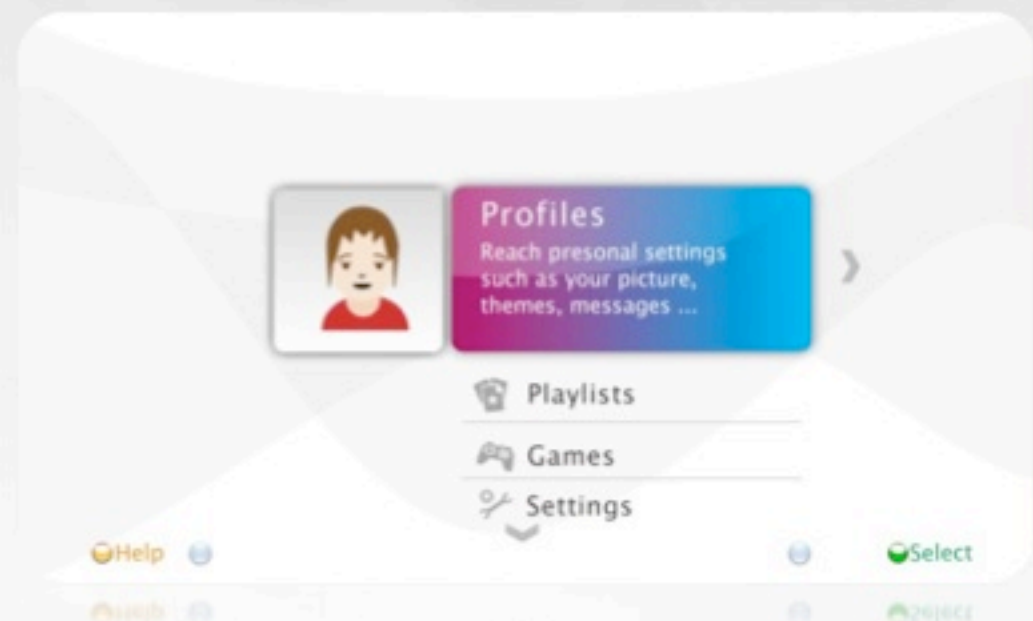 Profiles
Reach presonal settings
such as your picture,
themes, messages ...
Playlists
Games
Settings
Help
Select